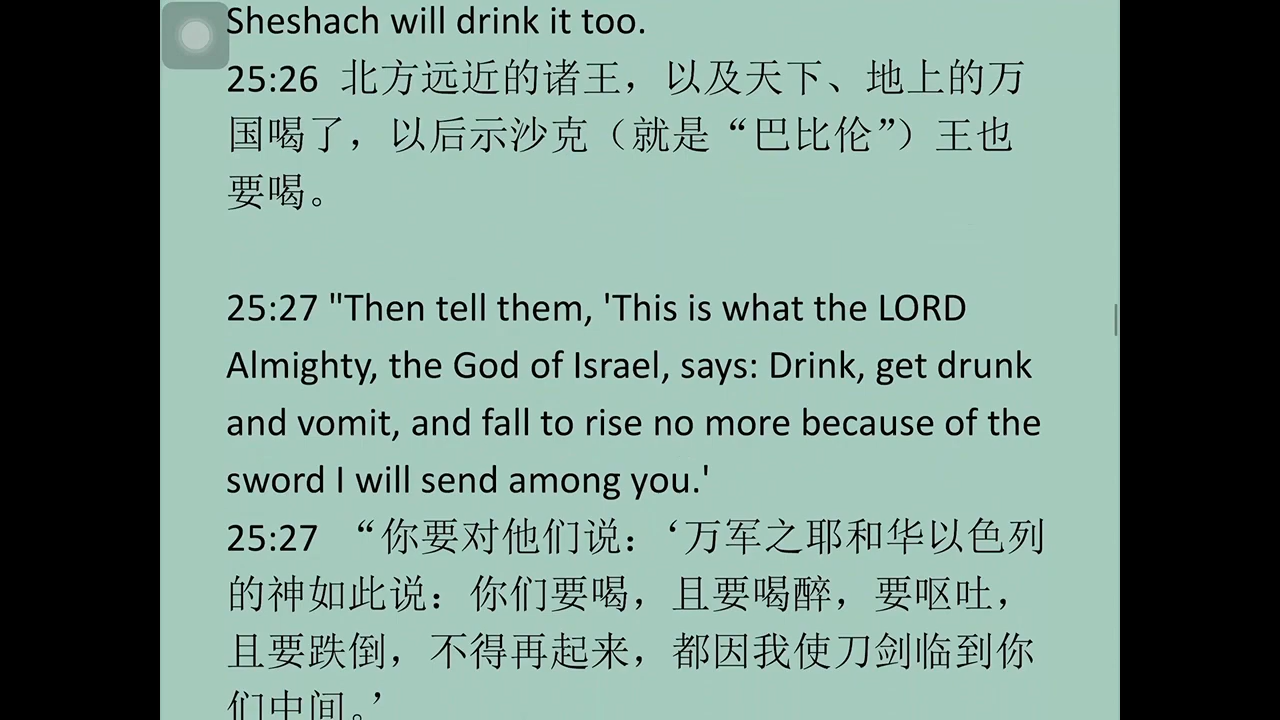 Sheshach will drink it too.
25:26 北方远近的诸王，以及天下、地上的万
国喝了，以后示沙克（就是“巴比伦”）王也
要喝。
25:27 "Then tell them, 'This is what the LORD
Almighty, the God of Israel, says: Drink, get drunk
and vomit, and fall to rise no more because of the
sword I will send among you.'
25:27 “你要对他们说：‘万军之耶和华以色列
的神如此说：你们要喝，且要喝醉，要呕吐，
且要跌倒，不得再起来，都因我使刀剑临到你
们中间。’